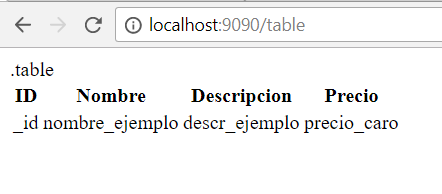 localhost:9090/table
.table
ID Nombre Descripcion Precio
_id nombre_ejemplo descr_ejemplo precio_caro